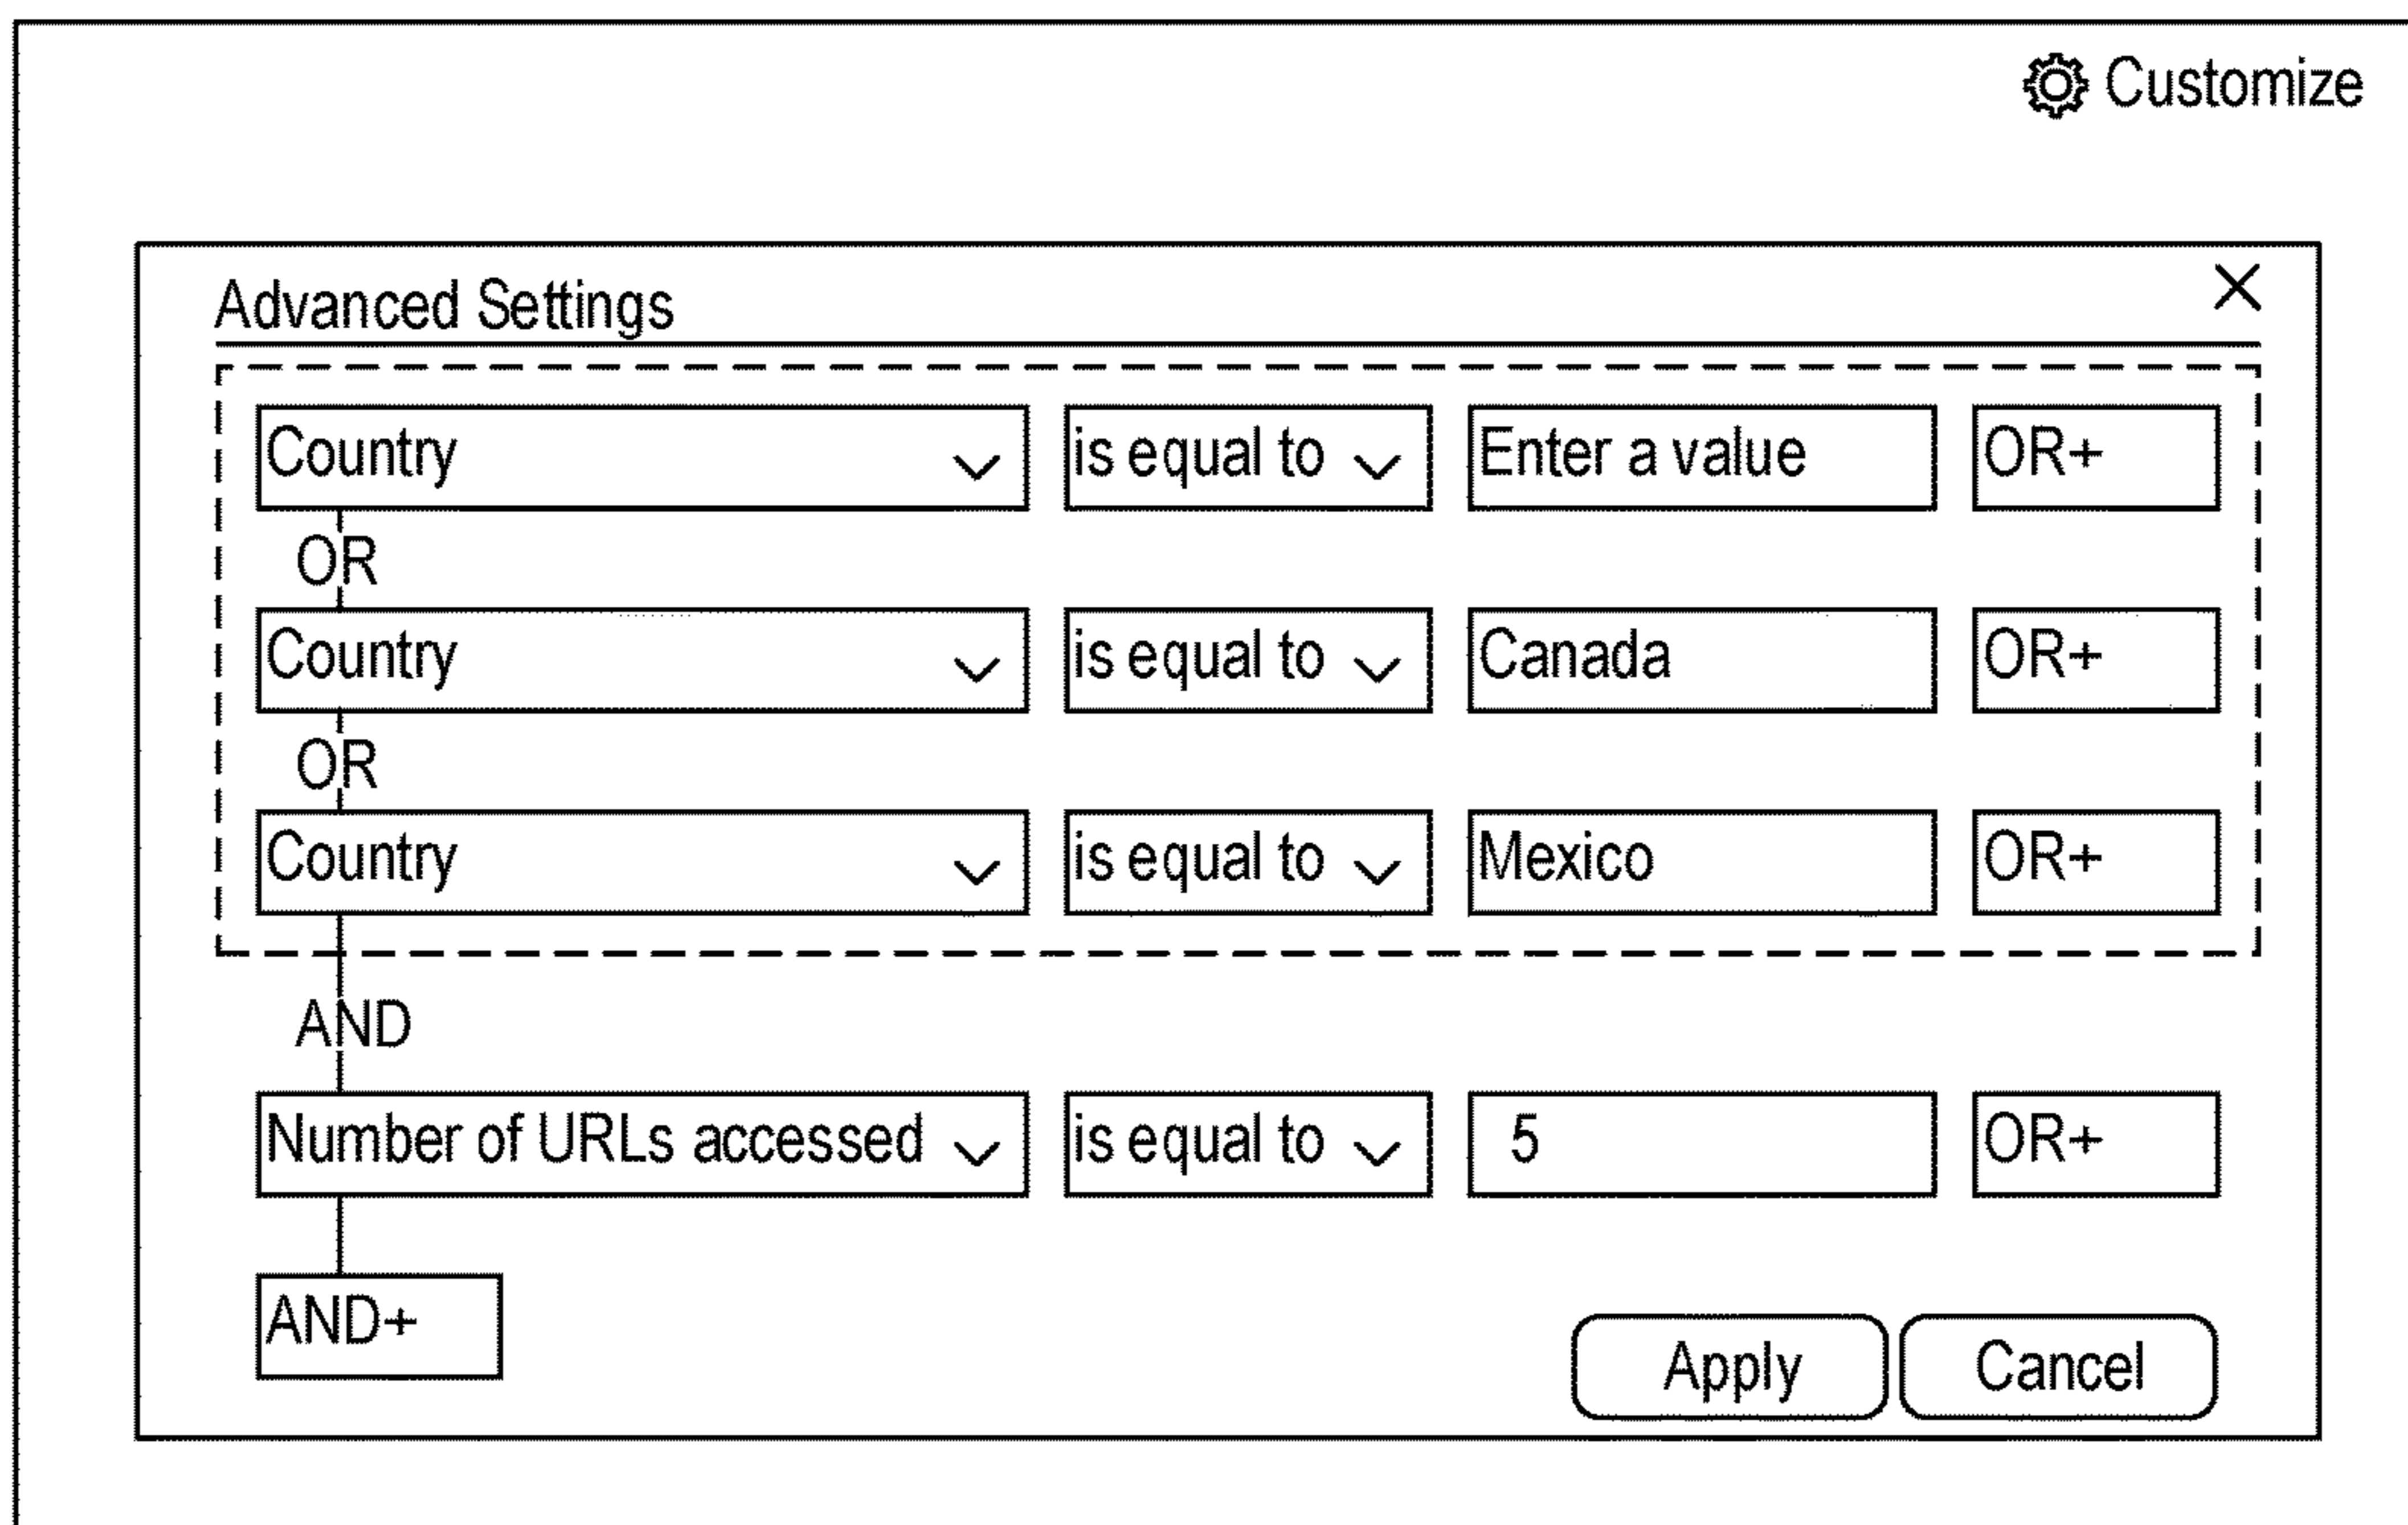 Customize
Advanced Settings
Country is equal to Enter a value OR+
OR
Country is equal to Canada OR+
OR
Country is equal to Mexico OR+
AND
Number of URLs accessed is equal to 5 OR+
AND+
Apply Cancel